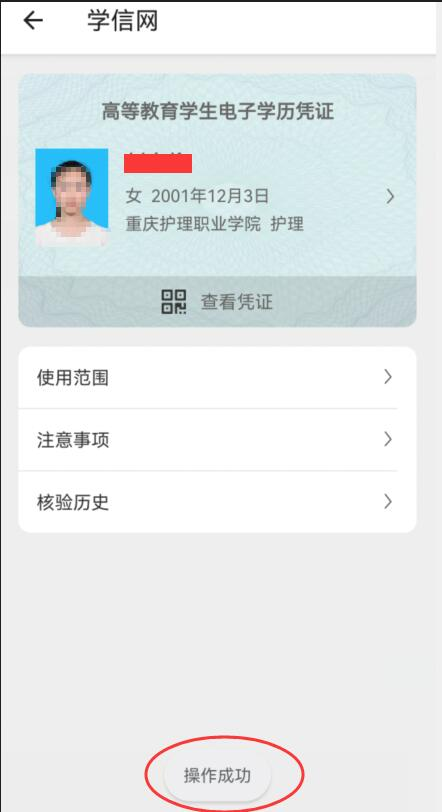 学信网
高等教育学生电子学历凭证
女 2001年12月3日
重庆护理职业学院 护理
查看凭证
使用范围
注意事项
核验历史
操作成功